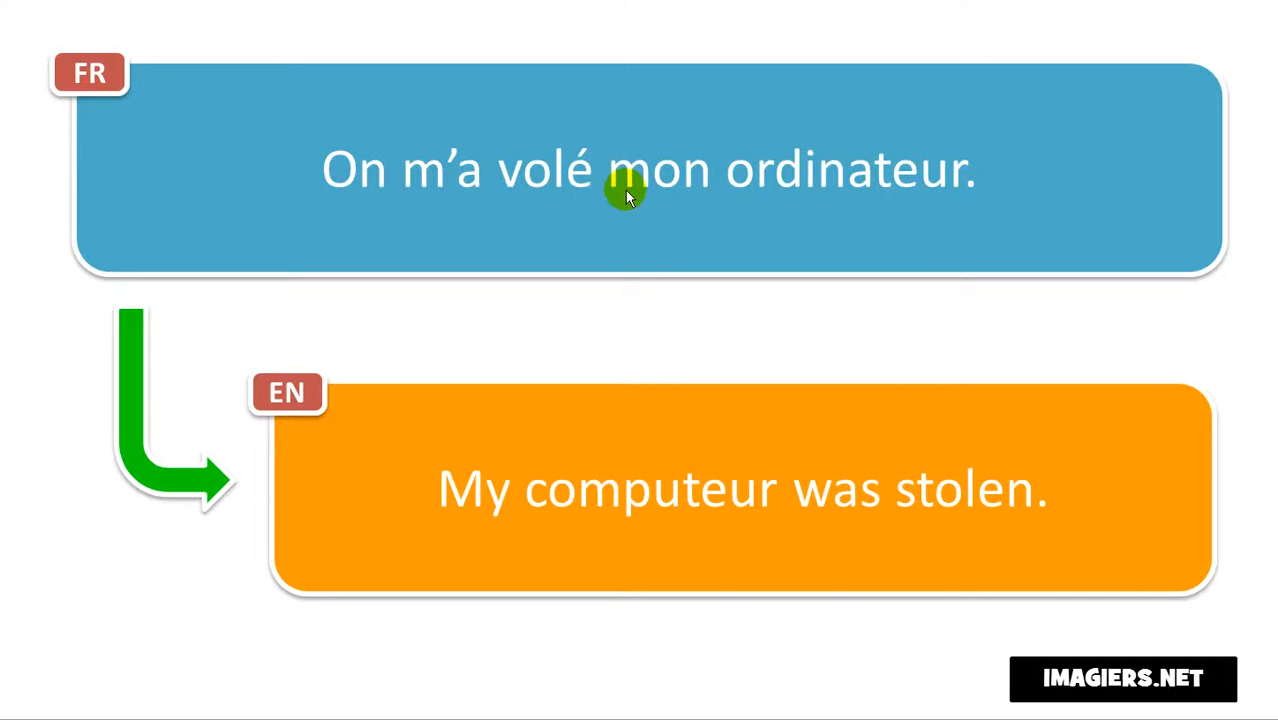 FR
On m’a volé mon ordinateur.
EN
My computeur was stolen.
IMAGIERS.NET